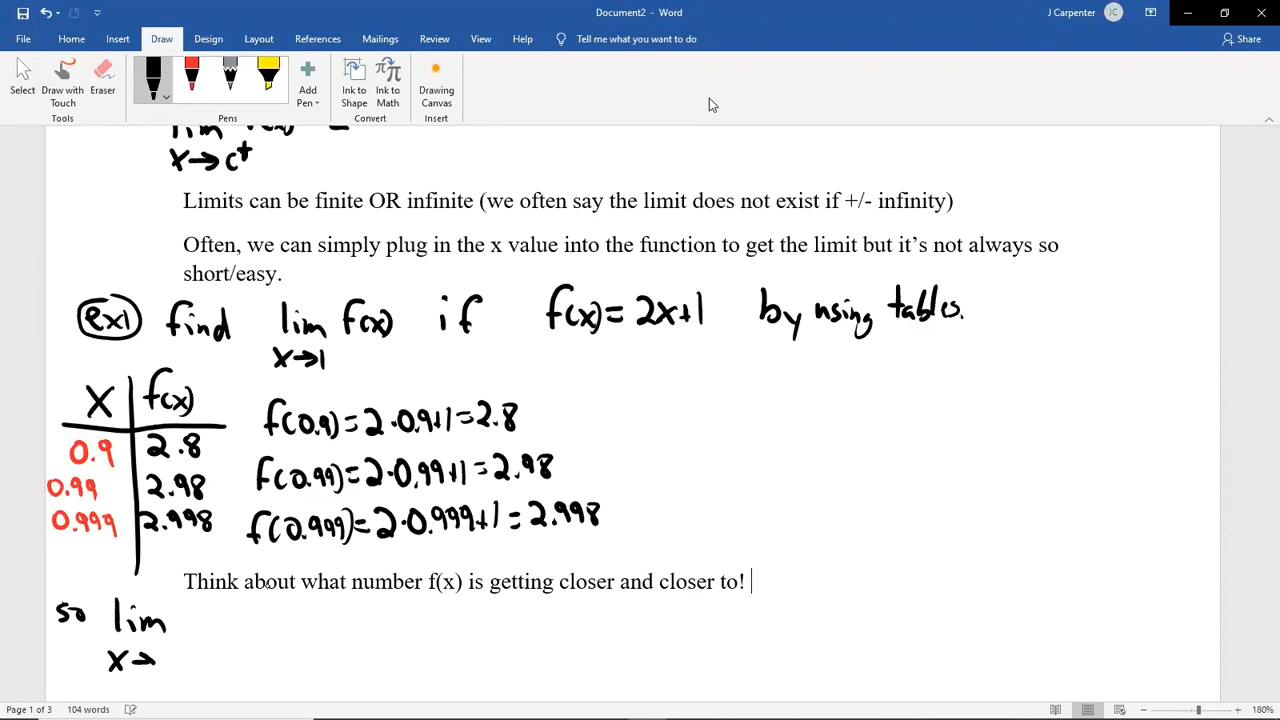 Document2 - Word
J Carpenter
JC
File Home Insert Draw Design Layout References Mailings Review View Help Tell me what you want to do
Share
Select
Draw with Touch
Eraser
Add Pen
Ink to Shape
Ink to Math
Drawing Canvas
Tools
Pens
Convert
Insert
x→c⁺
Limits can be finite OR infinite (we often say the limit does not exist if +/- infinity)
Often, we can simply plug in the x value into the function to get the limit but it's not always so
short/easy.
ex1 find lim f(x) if f(x)=2x+1 by using tables.
x→1
x f(x)
0.9 2.8 f(0.9)=2·0.9+1=2.8
0.99 2.98 f(0.99)=2·0.99+1=2.98
0.999 2.998 f(0.999)=2·0.999+1=2.998
Think about what number f(x) is getting closer and closer to!
so lim
x→
Page 1 of 3 104 words
180%